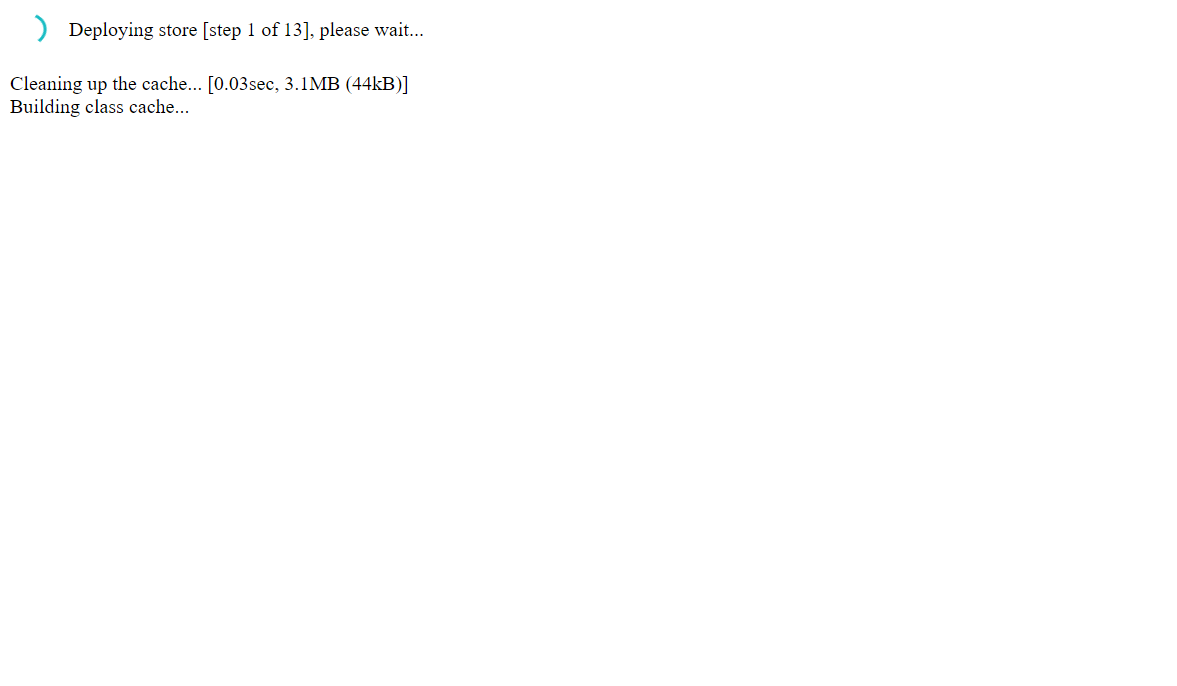 Deploying store [step 1 of 13], please wait...
Cleaning up the cache... [0.03sec, 3.1MB (44kB)]
Building class cache...